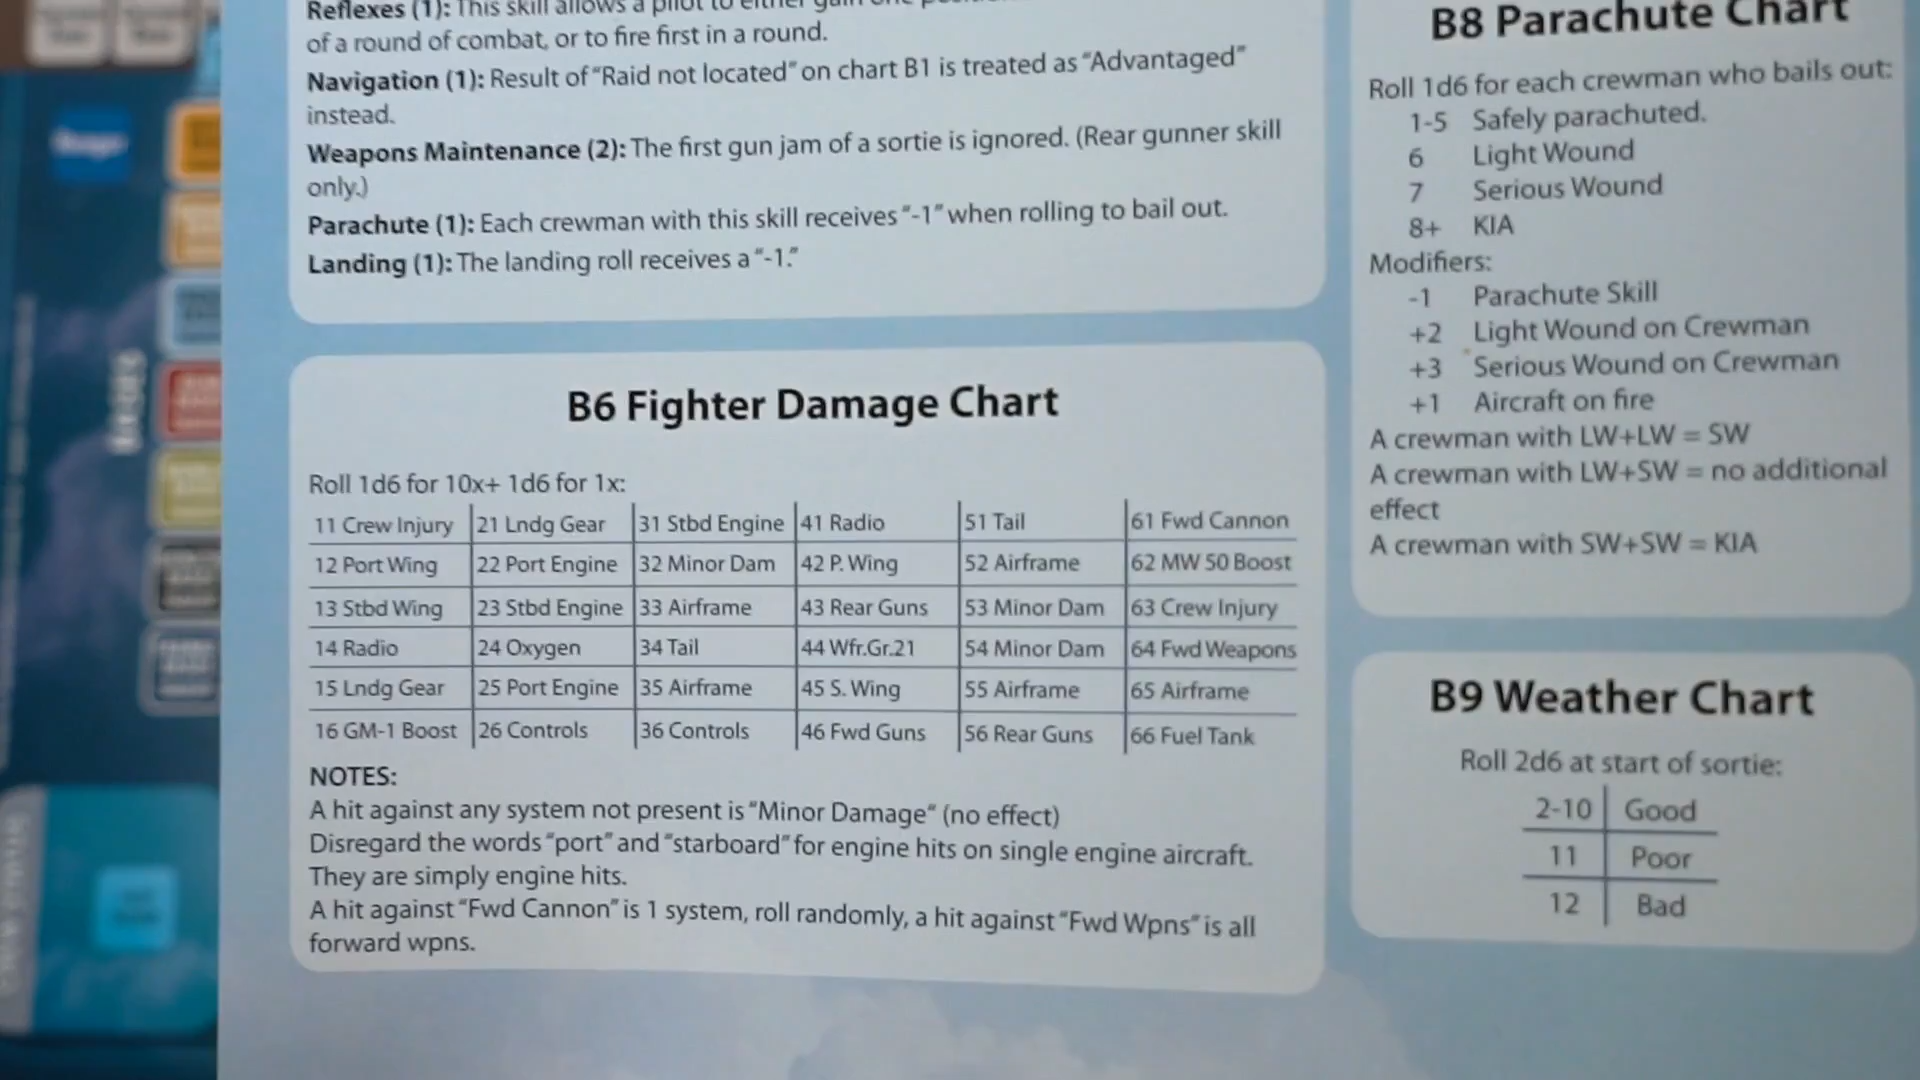 Reflexes (1): This skill allows a pilot to either gain one
of a round of combat, or to fire first in a round.
Navigation (1): Result of "Raid not located" on chart B1 is treated as "Advantaged"
instead.
Weapons Maintenance (2): The first gun jam of a sortie is ignored. (Rear gunner skill
only.)
Parachute (1): Each crewman with this skill receives "-1" when rolling to bail out.
Landing (1): The landing roll receives a "-1."
B6 Fighter Damage Chart
Roll 1d6 for 10x+ 1d6 for 1x:
11 Crew Injury 21 Lndg Gear 31 Stbd Engine 41 Radio 51 Tail 61 Fwd Cannon
12 Port Wing 22 Port Engine 32 Minor Dam 42 P. Wing 52 Airframe 62 MW 50 Boost
13 Stbd Wing 23 Stbd Engine 33 Airframe 43 Rear Guns 53 Minor Dam 63 Crew Injury
14 Radio 24 Oxygen 34 Tail 44 Wfr.Gr.21 54 Minor Dam 64 Fwd Weapons
15 Lndg Gear 25 Port Engine 35 Airframe 45 S. Wing 55 Airframe 65 Airframe
16 GM-1 Boost 26 Controls 36 Controls 46 Fwd Guns 56 Rear Guns 66 Fuel Tank
NOTES:
A hit against any system not present is "Minor Damage" (no effect)
Disregard the words "port" and "starboard" for engine hits on single engine aircraft.
They are simply engine hits.
A hit against "Fwd Cannon" is 1 system, roll randomly, a hit against "Fwd Wpns" is all
forward wpns.
B8 Parachute Chart
Roll 1d6 for each crewman who bails out:
1-5 Safely parachuted.
6 Light Wound
7 Serious Wound
8+ KIA
Modifiers:
-1 Parachute Skill
+2 Light Wound on Crewman
+3 Serious Wound on Crewman
+1 Aircraft on fire
A crewman with LW+LW = SW
A crewman with LW+SW = no additional
effect
A crewman with SW+SW = KIA
B9 Weather Chart
Roll 2d6 at start of sortie:
2-10 Good
11 Poor
12 Bad